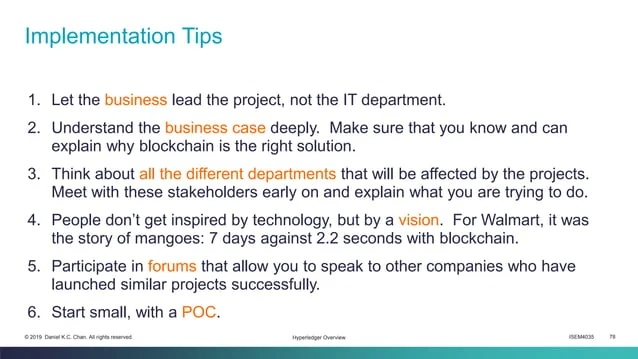 Implementation Tips
1. Let the business lead the project, not the IT department.
2. Understand the business case deeply. Make sure that you know and can
explain why blockchain is the right solution.
3. Think about all the different departments that will be affected by the projects.
Meet with these stakeholders early on and explain what you are trying to do.
4. People don’t get inspired by technology, but by a vision. For Walmart, it was
the story of mangoes: 7 days against 2.2 seconds with blockchain.
5. Participate in forums that allow you to speak to other companies who have
launched similar projects successfully.
6. Start small, with a POC.
© 2019 Daniel K.C. Chan. All rights reserved. Hyperledger Overview ISEM4035 79